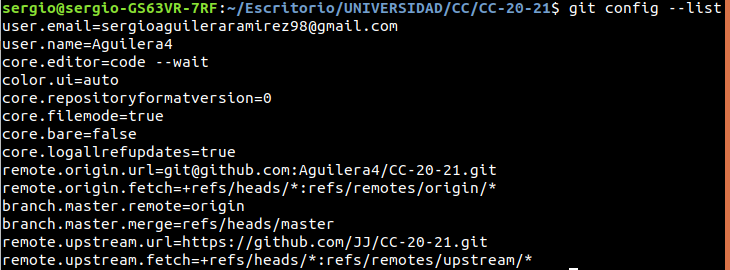 sergio@sergio-GS63VR-7RF:~/Escritorio/UNIVERSIDAD/CC/CC-20-21$ git config --list
user.email=sergioaguileraramirez98@gmail.com
user.name=Aguilera4
core.editor=code --wait
color.ui=auto
core.repositoryformatversion=0
core.filemode=true
core.bare=false
core.logallrefupdates=true
remote.origin.url=git@github.com:Aguilera4/CC-20-21.git
remote.origin.fetch=+refs/heads/*:refs/remotes/origin/*
branch.master.remote=origin
branch.master.merge=refs/heads/master
remote.upstream.url=https://github.com/JJ/CC-20-21.git
remote.upstream.fetch=+refs/heads/*:refs/remotes/upstream/*